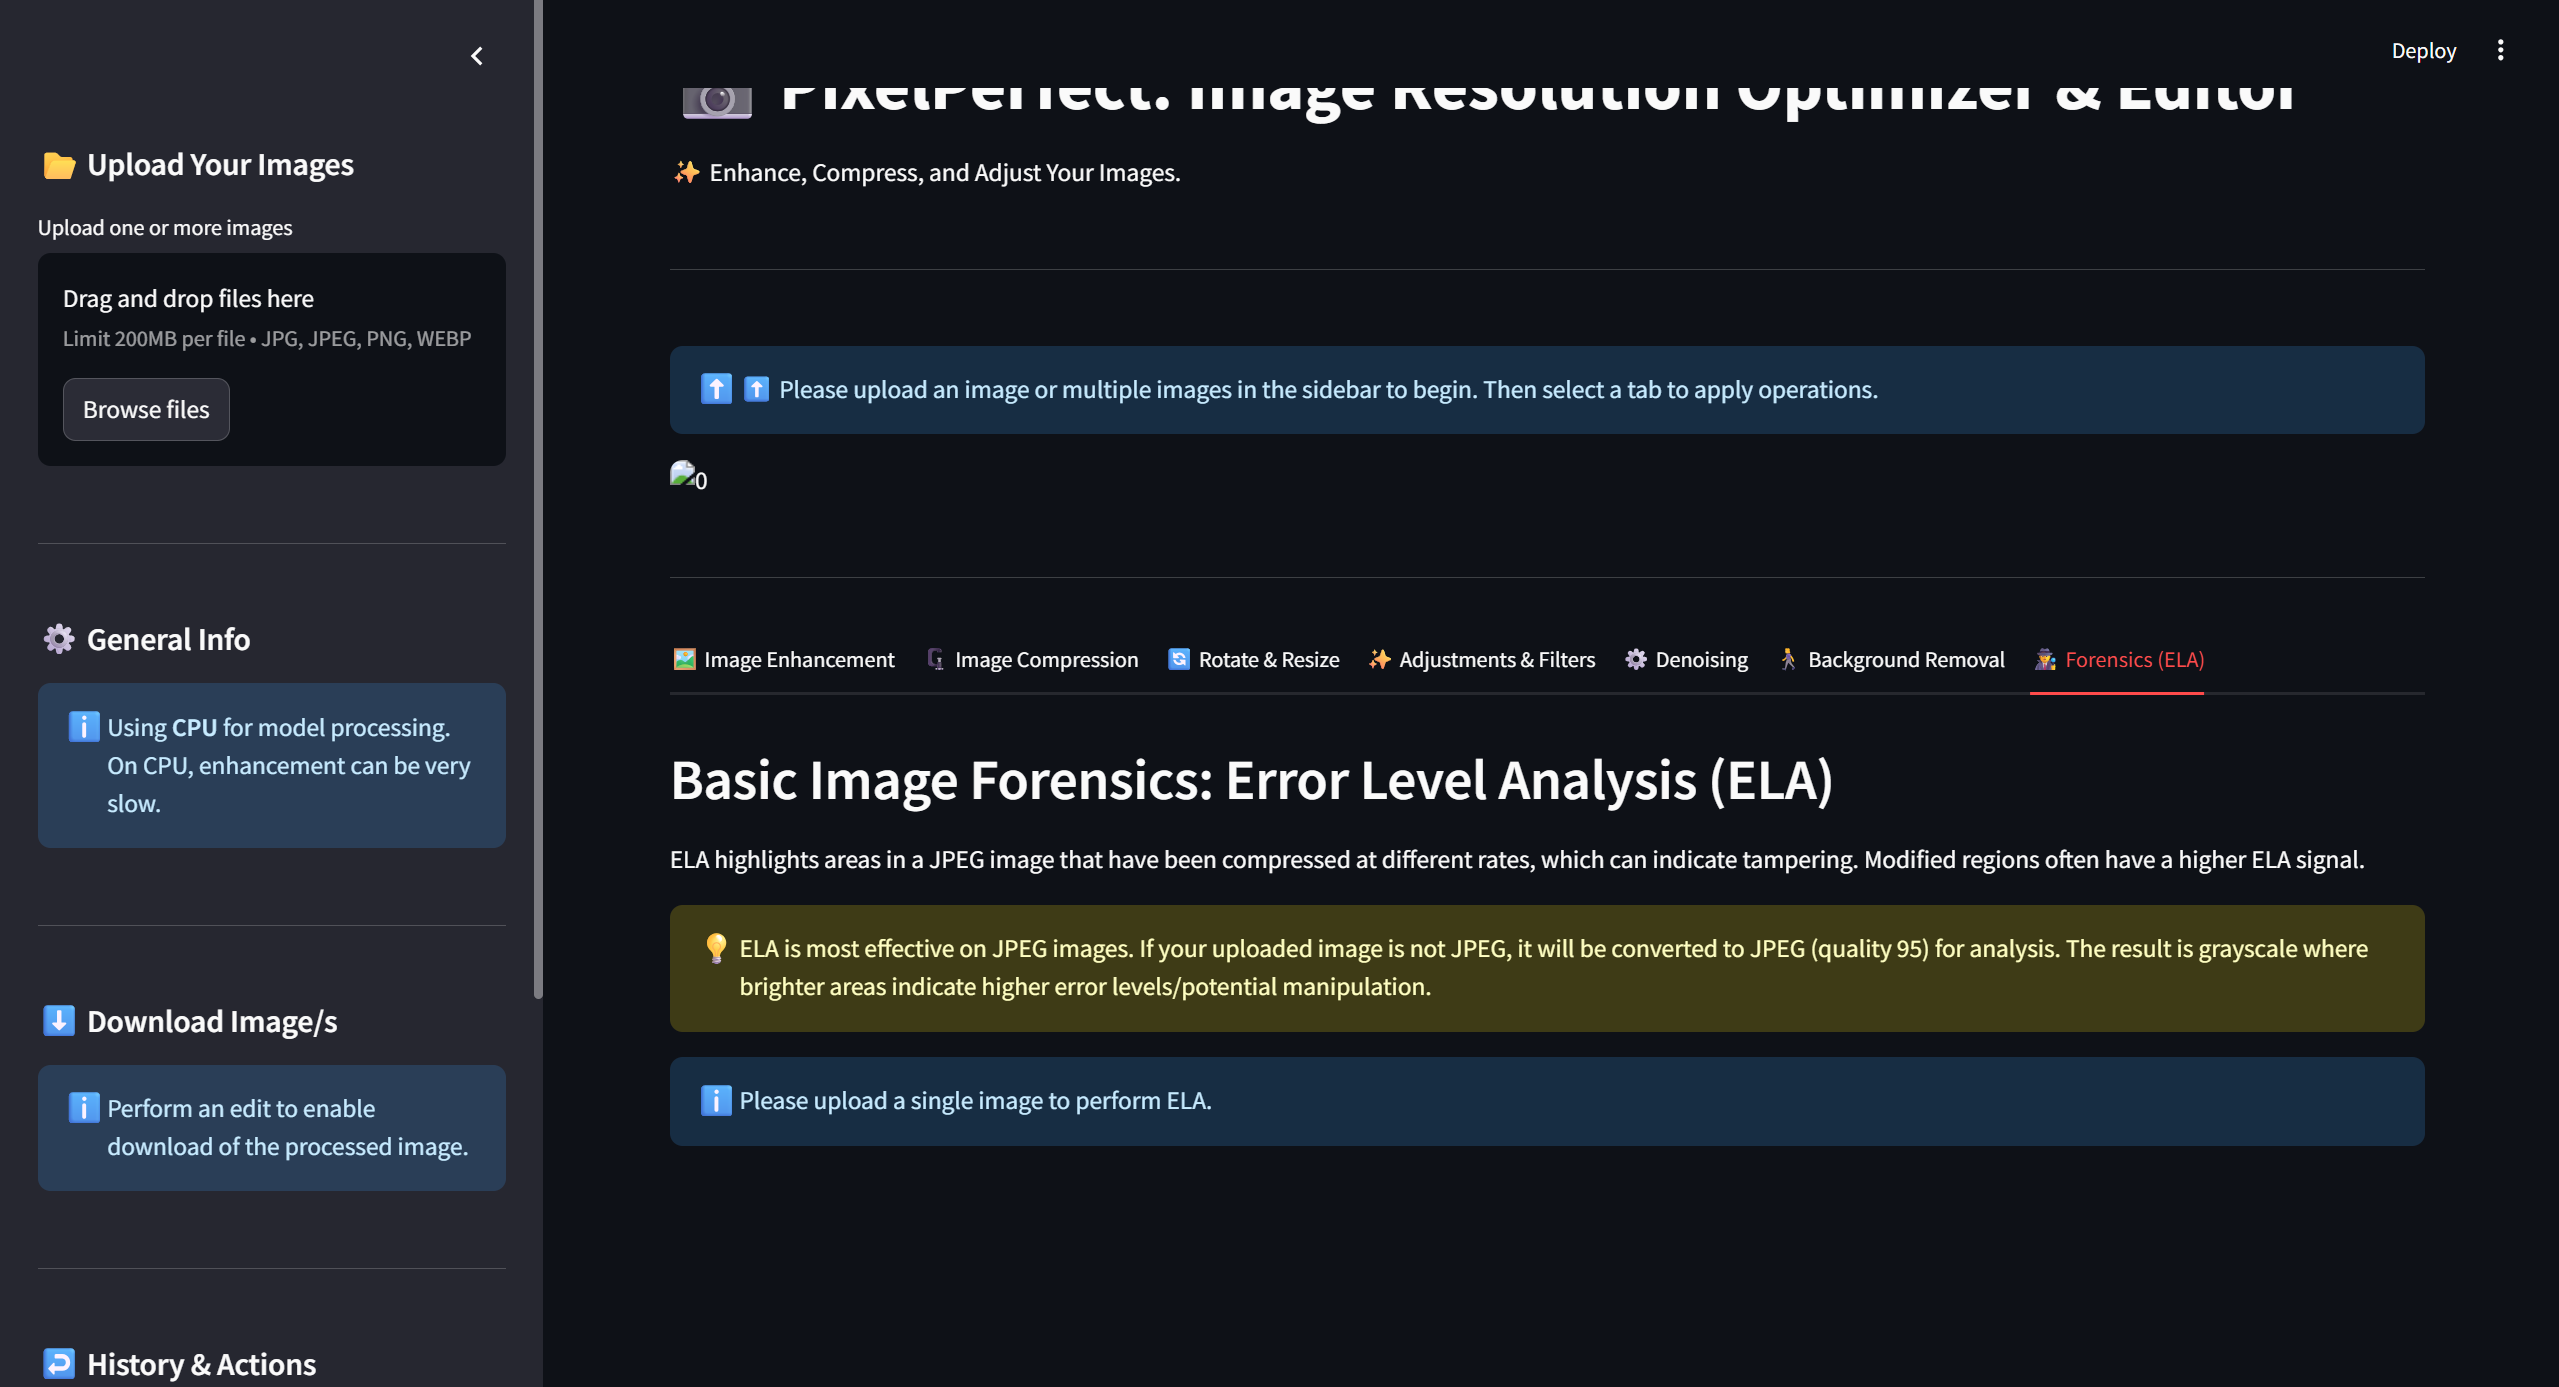 Deploy
PixelPerfect: Image Resolution Optimizer & Editor
✨ Enhance, Compress, and Adjust Your Images.
Upload Your Images
Upload one or more images
Drag and drop files here
Limit 200MB per file • JPG, JPEG, PNG, WEBP
Browse files
General Info
Using CPU for model processing.
On CPU, enhancement can be very
slow.
Download Image/s
Perform an edit to enable
download of the processed image.
History & Actions
Please upload an image or multiple images in the sidebar to begin. Then select a tab to apply operations.
0
Image Enhancement
Image Compression
Rotate & Resize
Adjustments & Filters
Denoising
Background Removal
Forensics (ELA)
Basic Image Forensics: Error Level Analysis (ELA)
ELA highlights areas in a JPEG image that have been compressed at different rates, which can indicate tampering. Modified regions often have a higher ELA signal.
ELA is most effective on JPEG images. If your uploaded image is not JPEG, it will be converted to JPEG (quality 95) for analysis. The result is grayscale where
brighter areas indicate higher error levels/potential manipulation.
Please upload a single image to perform ELA.